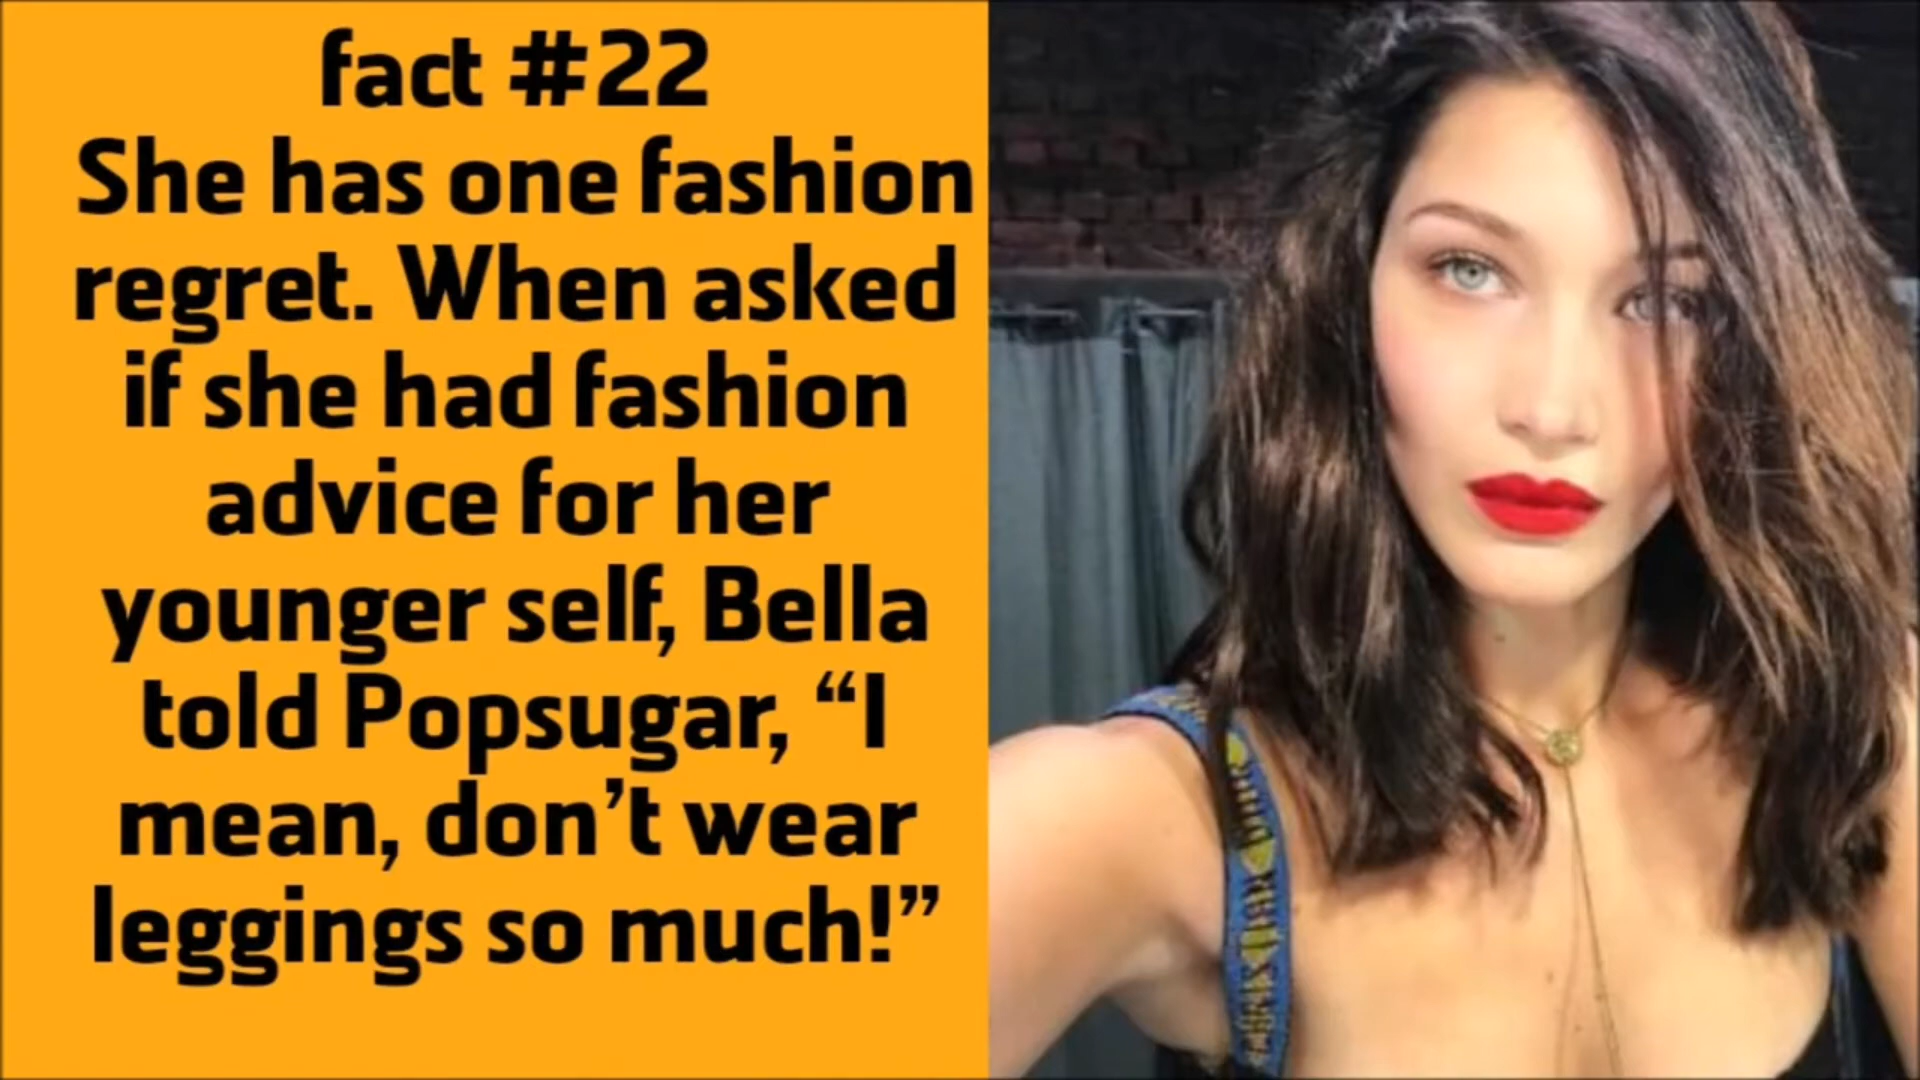 fact #22
She has one fashion
regret. When asked
if she had fashion
advice for her
younger self, Bella
told Popsugar, “I
mean, don’t wear
leggings so much!”